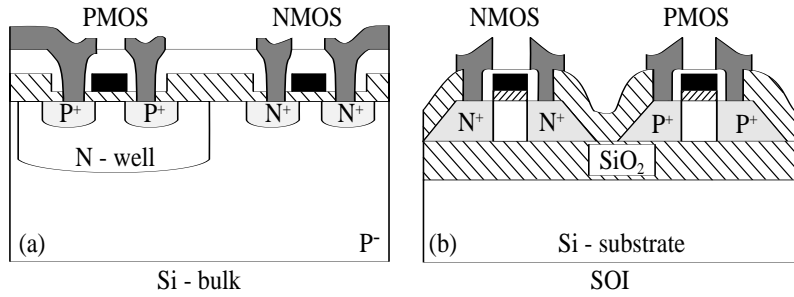 PMOS NMOS
P+ P+ N+ N+
N - well
(a) P-
Si - bulk
NMOS PMOS
N+ N+ P+ P+
SiO2
(b) Si - substrate
SOI